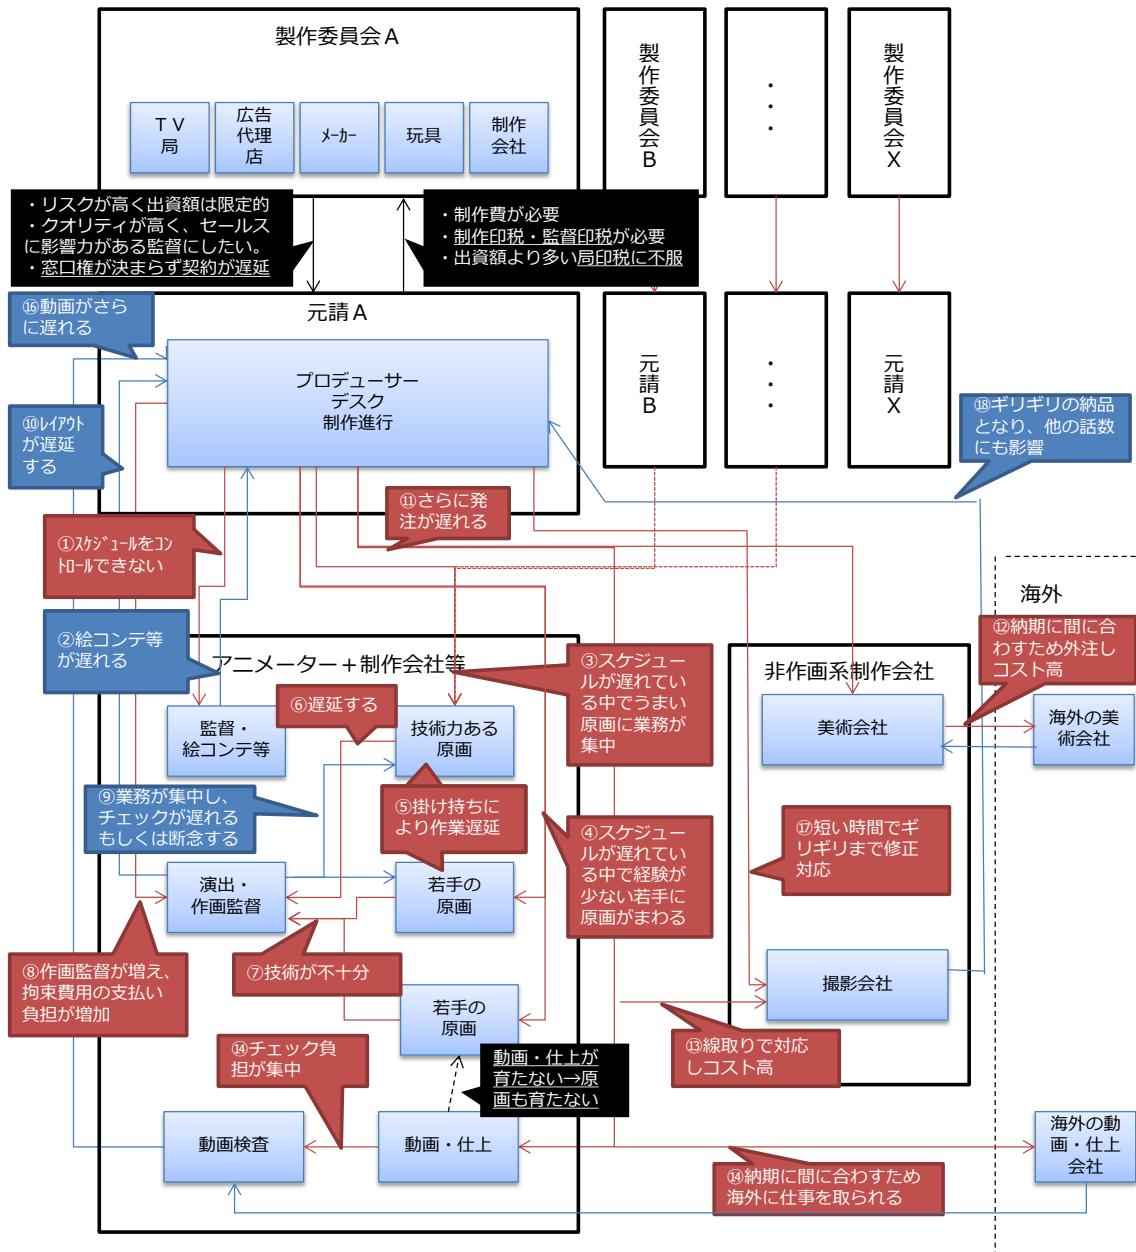 製作委員会A
TV
局
広告
代理
店
ﾒｰｶｰ
玩具
制作
会社
製作委員会B
・・・
製作委員会X
・リスクが高く出資額は限定的
・クオリティが高く、セールス
に影響力がある監督にしたい。
・窓口権が決まらず契約が遅延
・制作費が必要
・制作印税・監督印税が必要
・出資額より多い局印税に不服
⑯動画がさら
に遅れる
元請A
プロデューサー
デスク
制作進行
元請B
・・・
元請X
⑱ギリギリの納品
となり、他の話数
にも影響
⑩ﾚｲｱｳﾄ
が遅延
する
⑪さらに発
注が遅れる
①ｽｹｼﾞｭｰﾙをｺﾝ
ﾄﾛｰﾙできない
海外
②絵コンテ等
が遅れる
アニメーター+制作会社等
③スケジュー
ルが遅れてい
る中でうまい
原画に業務が
集中
非作画系制作会社
⑫納期に間に合
わすため外注し
コスト高
⑥遅延する
監督・
絵コンテ等
技術力ある
原画
美術会社
海外の美
術会社
⑨業務が集中し、
チェックが遅れる
もしくは断念する
⑤掛け持ちに
より作業遅延
④スケジュー
ルが遅れてい
る中で経験が
少ない若手に
原画がまわる
⑰短い時間でギ
リギリまで修正
対応
演出・
作画監督
若手の
原画
⑧作画監督が増え、
拘束費用の支払い
負担が増加
⑦技術が不十分
若手の
原画
撮影会社
⑬線取りで対応
しコスト高
⑭チェック負
担が集中
動画・仕上が
育たない→原
画も育たない
動画検査
動画・仕上
海外の動
画・仕上
会社
⑭納期に間に合わすため
海外に仕事を取られる